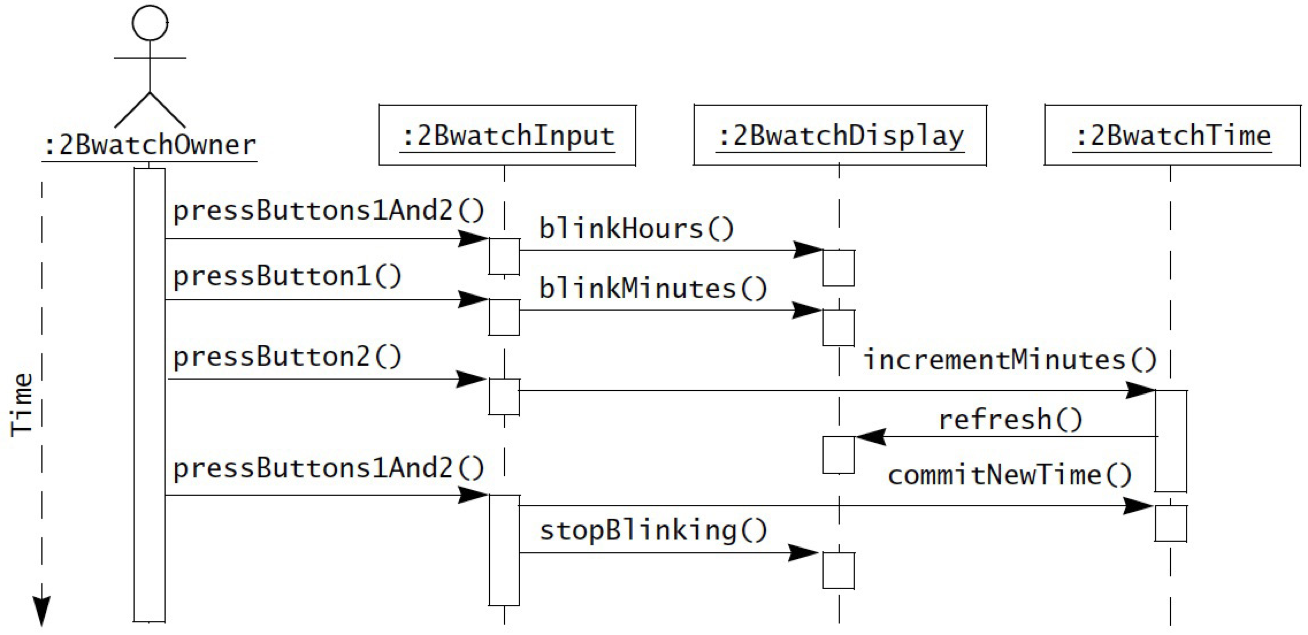 :2BwatchOwner
:2BwatchInput
:2BwatchDisplay
:2BwatchTime
pressButtons1And2()
blinkHours()
pressButton1()
blinkMinutes()
pressButton2()
incrementMinutes()
Time
refresh()
pressButtons1And2()
commitNewTime()
stopBlinking()